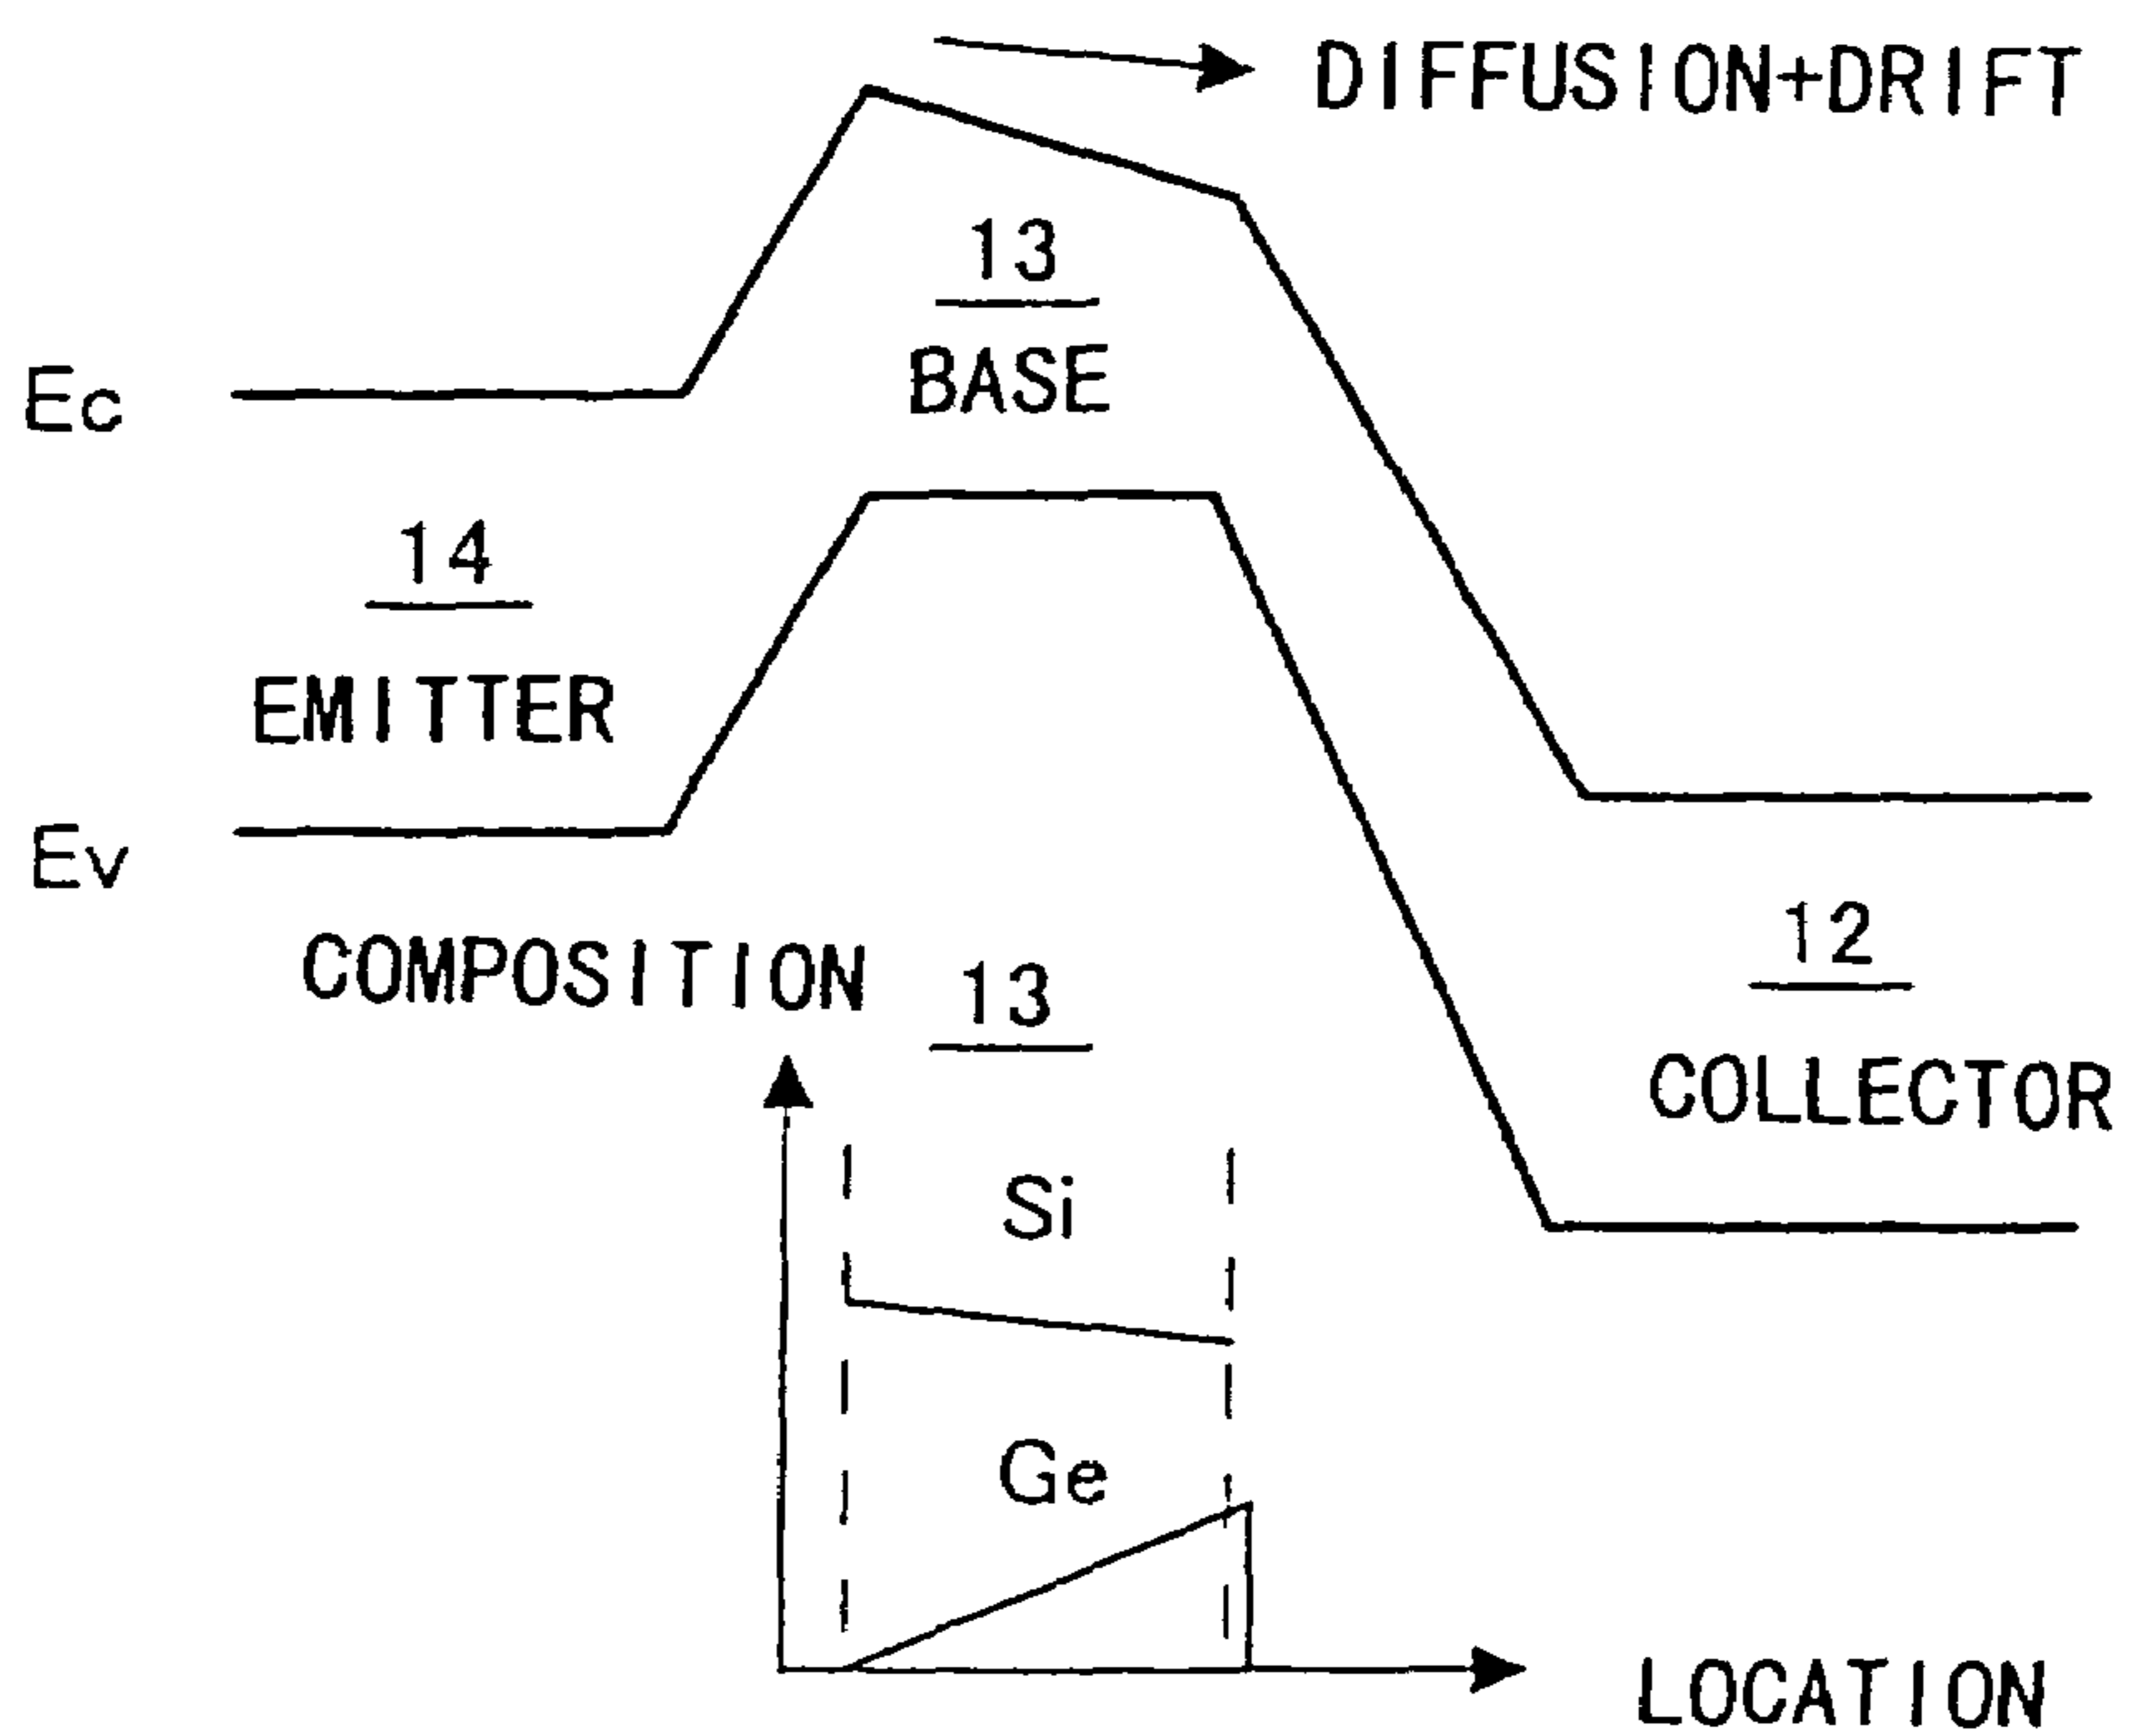 DIFFUSION+DRIFT
13
BASE
Ec
14
EMITTER
Ev
12
COLLECTOR
COMPOSITION
13
Si
Ge
LOCATION